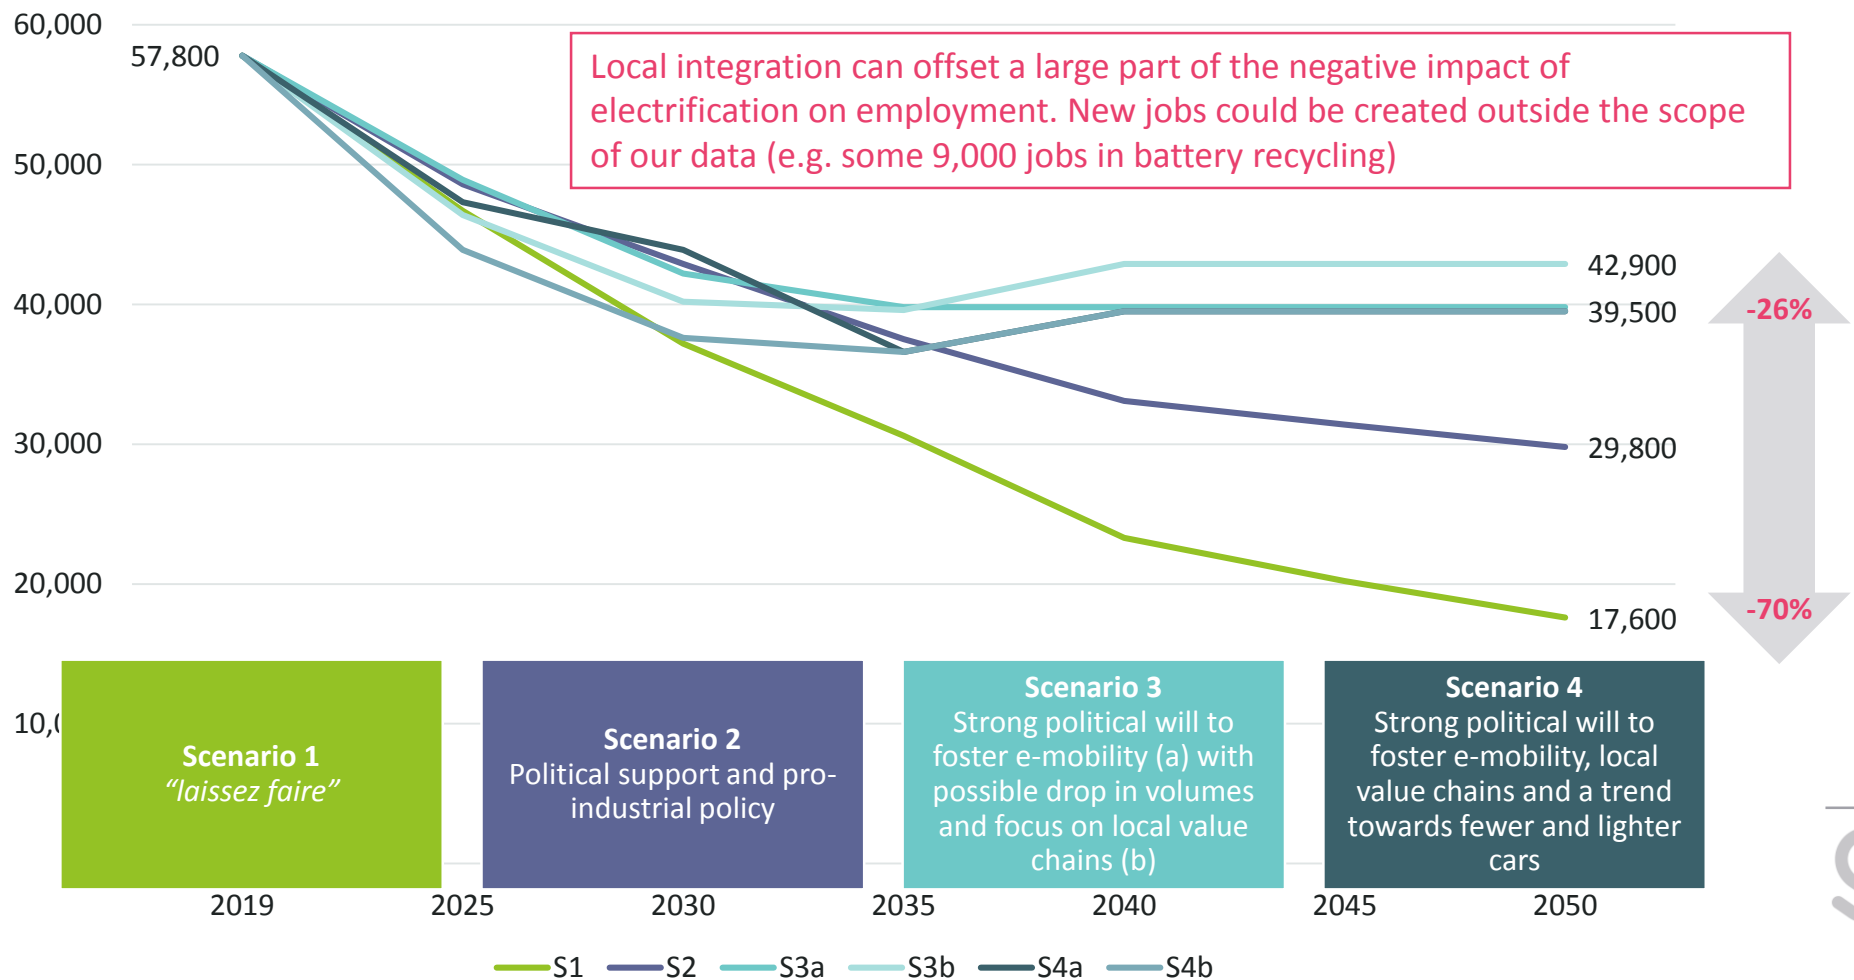 60,000
57,800
Local integration can offset a large part of the negative impact of
electrification on employment. New jobs could be created outside the scope
of our data (e.g. some 9,000 jobs in battery recycling)
50,000
40,000
30,000
20,000
42,900
39,500
29,800
17,600
-26%
-70%
10,0
Scenario 1
“laissez faire”
Scenario 2
Political support and pro-
industrial policy
Scenario 3
Strong political will to
foster e-mobility (a) with
possible drop in volumes
and focus on local value
chains (b)
Scenario 4
Strong political will to
foster e-mobility, local
value chains and a trend
towards fewer and lighter
cars
2019 2025 2030 2035 2040 2045 2050
S1 S2 S3a S3b S4a S4b